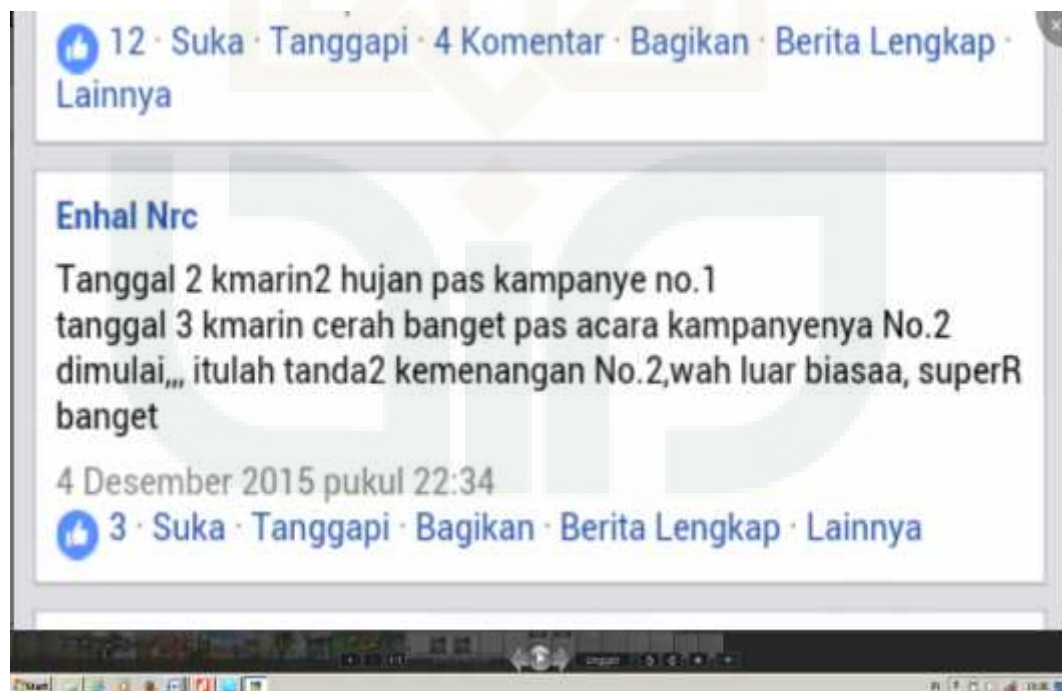 12 · Suka · Tanggapi · 4 Komentar · Bagikan · Berita Lengkap ·
Lainnya
Enhal Nrc
Tanggal 2 kmarin2 hujan pas kampanye no.1
tanggal 3 kmarin cerah banget pas acara kampanyenya No.2
dimulai,,, itulah tanda2 kemenangan No.2,wah luar biasaa, superR
banget
4 Desember 2015 pukul 22:34
3 · Suka · Tanggapi · Bagikan · Berita Lengkap · Lainnya